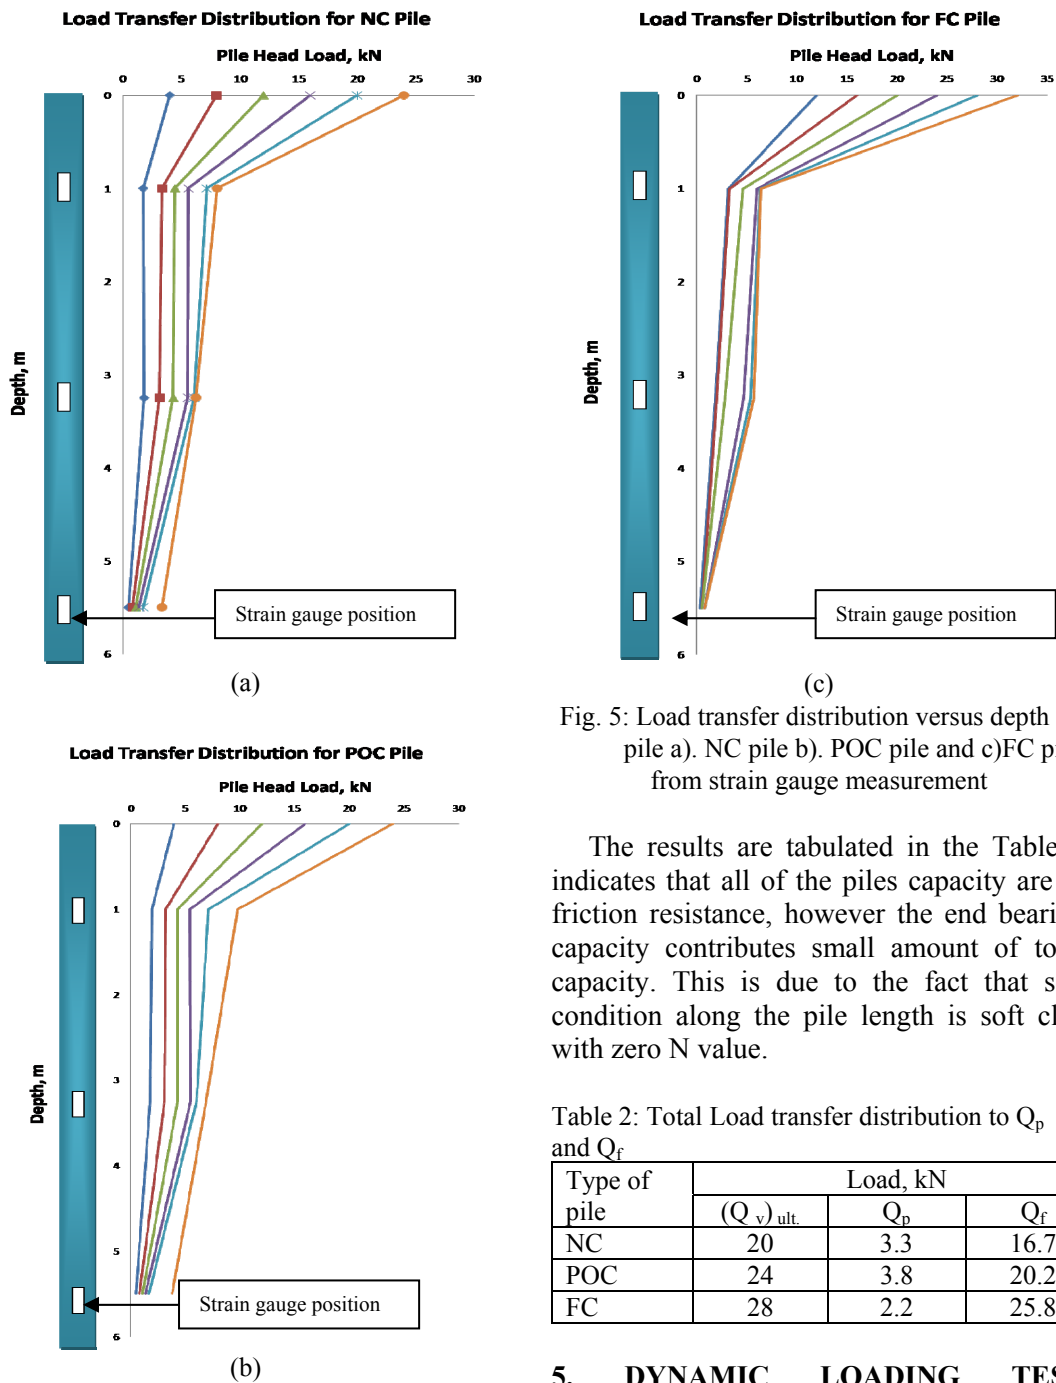 Load Transfer Distribution for NC Pile
Pile Head Load, kN
0 5 10 15 20 25 30
0
1
2
3
4
5
6
Depth, m
Strain gauge position
(a)
Load Transfer Distribution for POC Pile
Pile Head Load, kN
0 5 10 15 20 25 30
0
1
2
3
4
5
6
Depth, m
Strain gauge position
(b)
Load Transfer Distribution for FC Pile
Pile Head Load, kN
0 5 10 15 20 25 30 35
0
1
2
3
4
5
6
Depth, m
Strain gauge position
(c)
Fig. 5: Load transfer distribution versus depth
pile a). NC pile b). POC pile and c)FC
from strain gauge measurement
The results are tabulated in the Table
indicates that all of the piles capacity are
friction resistance, however the end
capacity contributes small amount of
capacity. This is due to the fact that
condition along the pile length is soft
with zero N value.
Table 2: Total Load transfer distribution to Qp
and Qf
Type of pile Load, kN
(Q v) ult. Qp Qf
NC 20 3.3 16.7
POC 24 3.8 20.2
FC 28 2.2 25.8
5. DYNAMIC LOADING